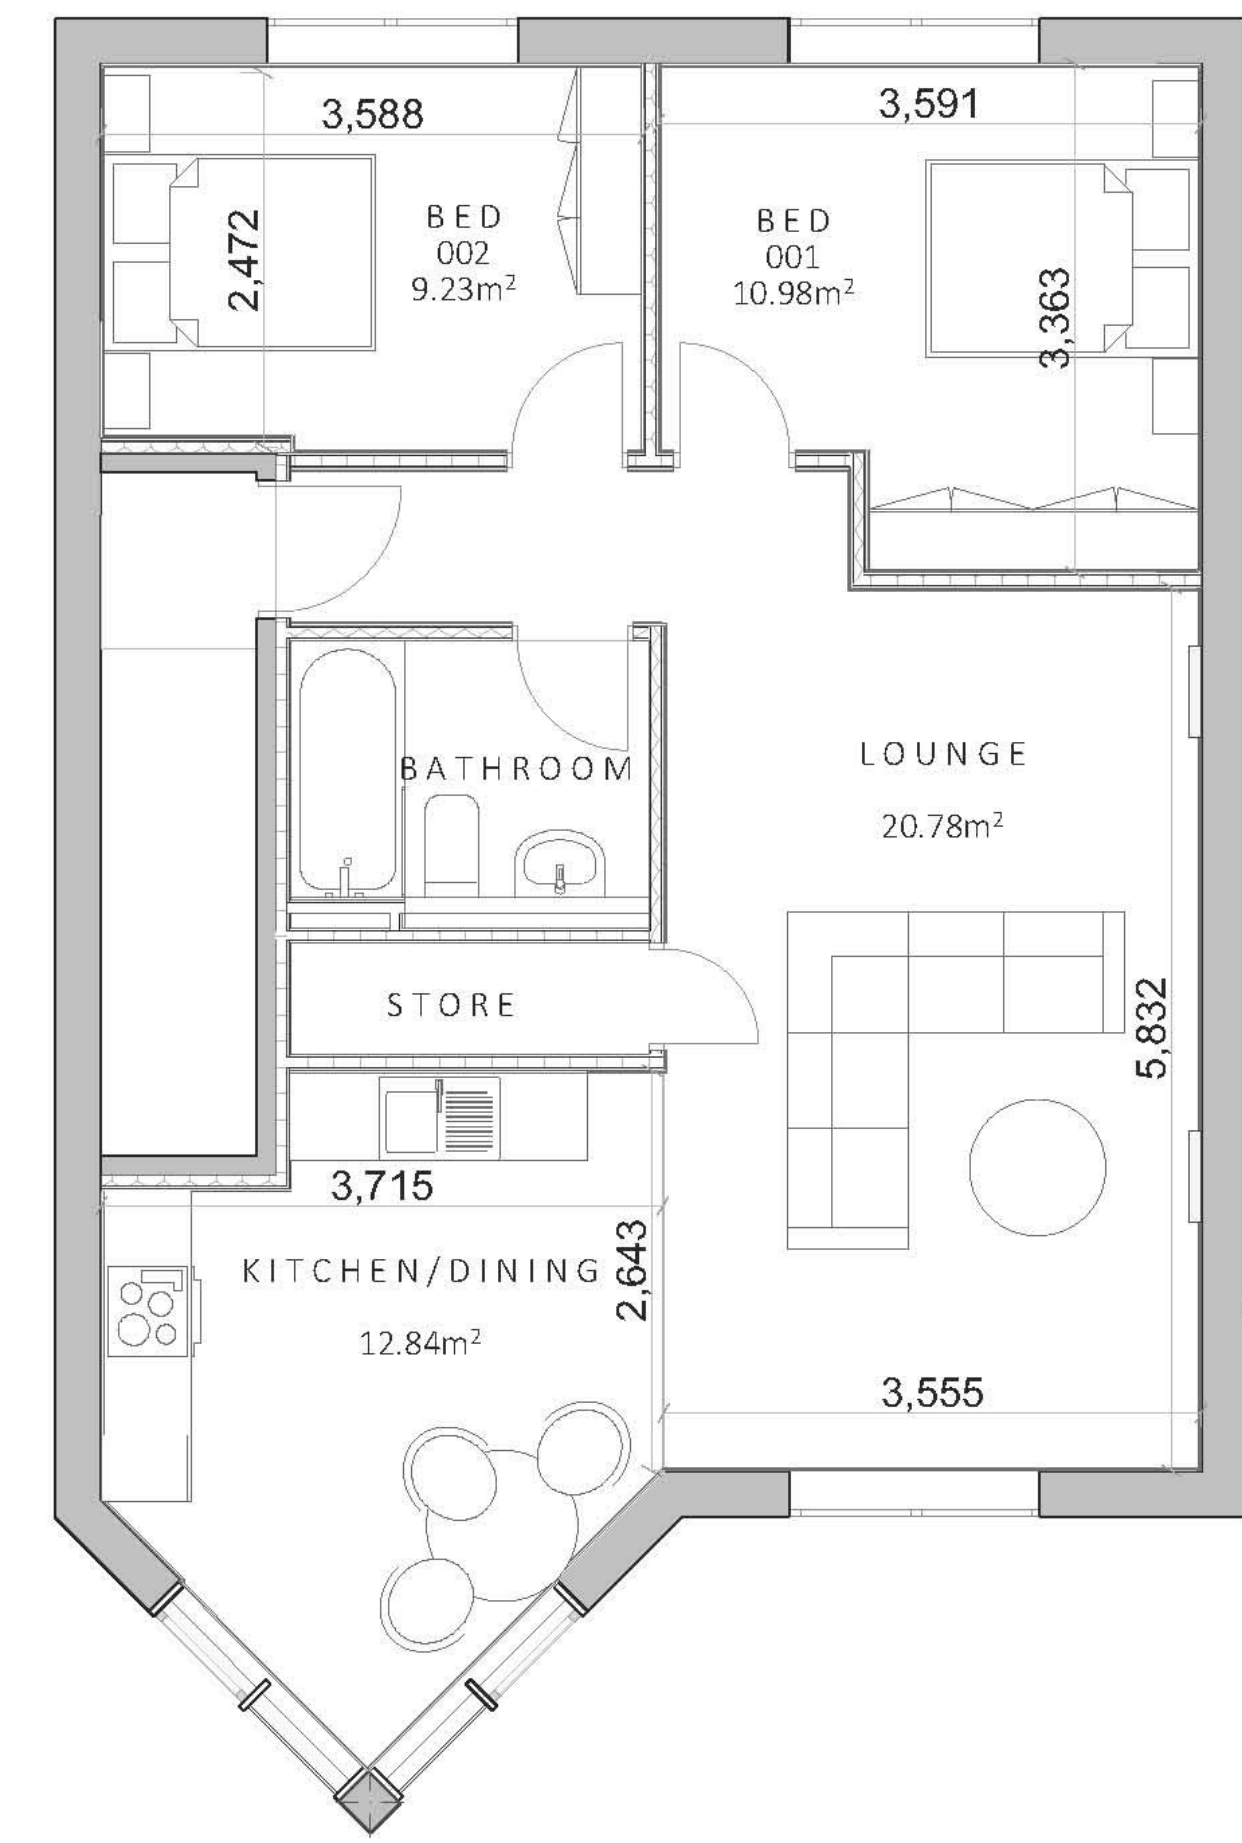 3,588
3,591
BED
002
9.23m²
2,472
BED
001
10.98m²
3,363
BATHROOM
LOUNGE
20.78m²
STORE
5,832
3,715
KITCHEN/DINING
12.84m²
2,643
3,555